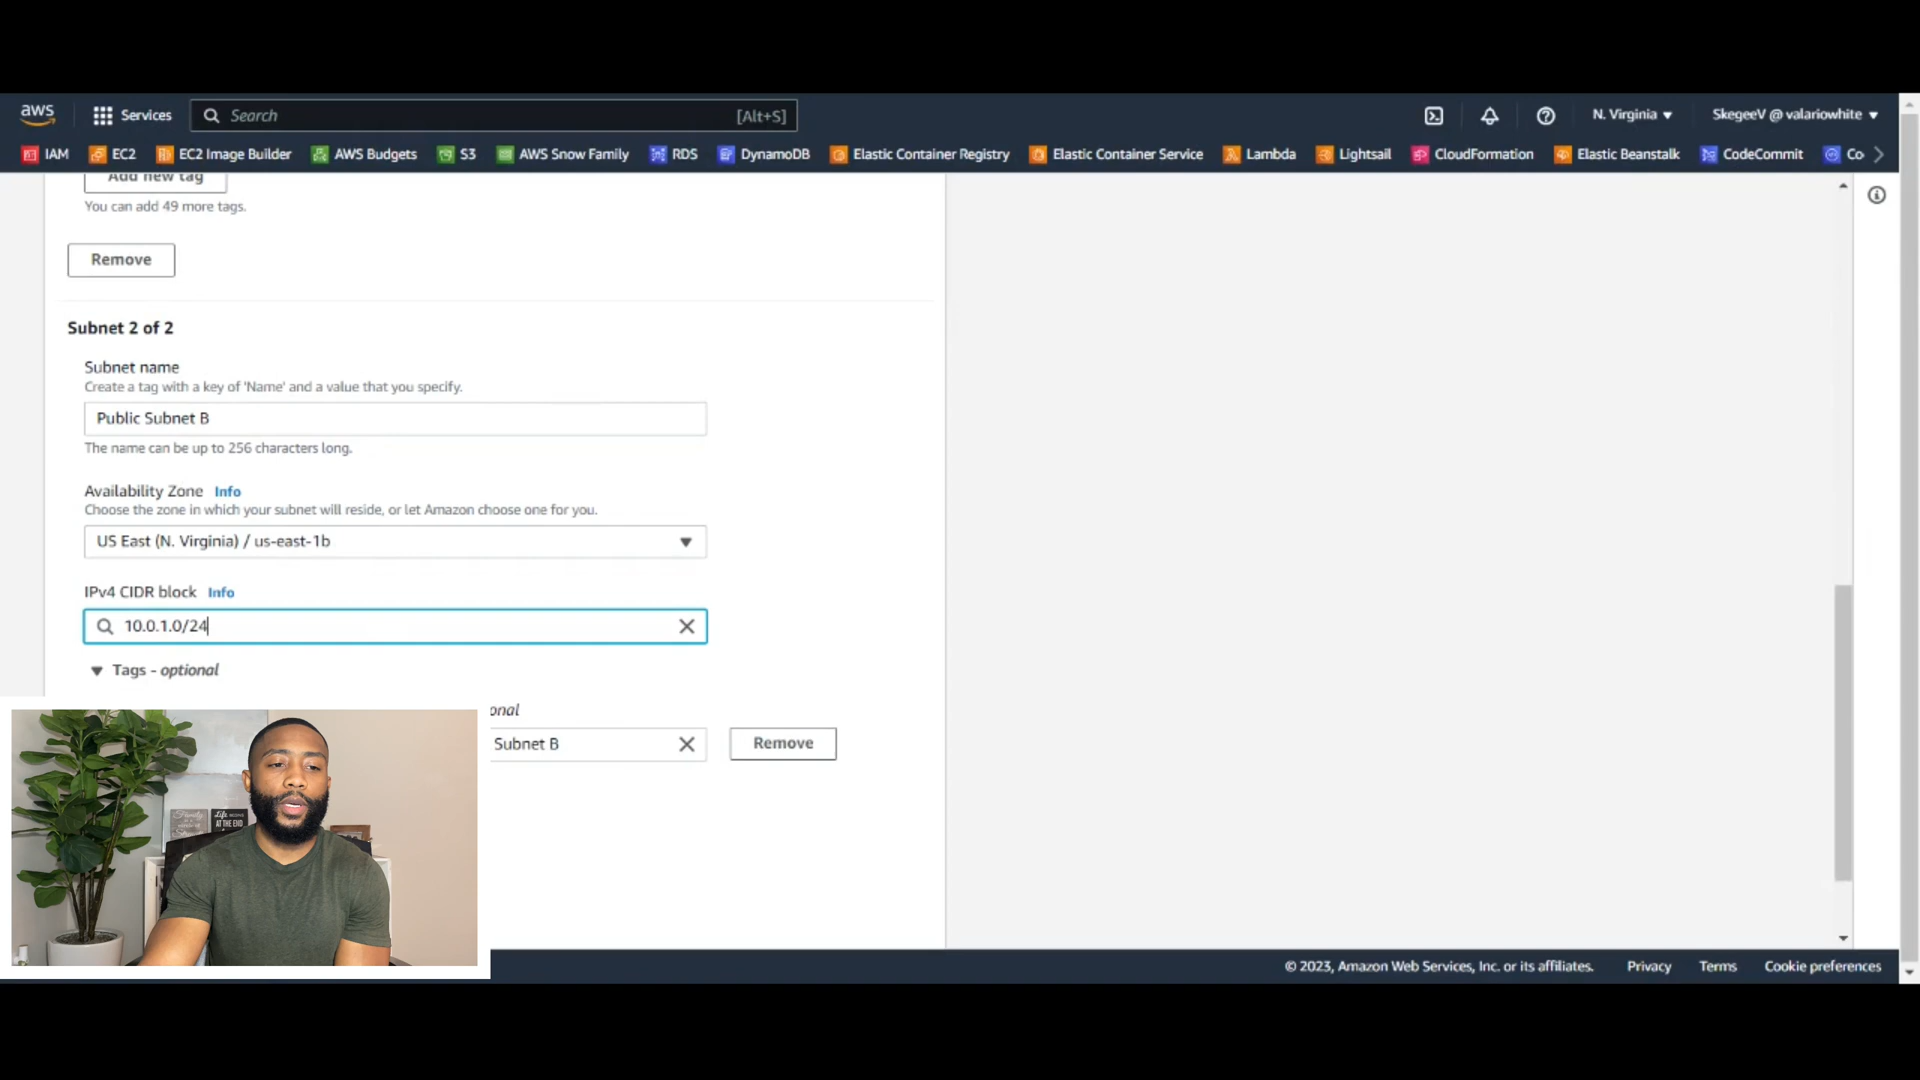 aws Services Search [Alt+S] N. Virginia SkegeeV @ valariowhite
IAM EC2 EC2 Image Builder AWS Budgets S3 AWS Snow Family RDS DynamoDB Elastic Container Registry Elastic Container Service Lambda Lightsail CloudFormation Elastic Beanstalk CodeCommit Co
Add new tag
You can add 49 more tags.
Remove
Subnet 2 of 2
Subnet name
Create a tag with a key of 'Name' and a value that you specify.
Public Subnet B
The name can be up to 256 characters long.
Availability Zone Info
Choose the zone in which your subnet will reside, or let Amazon choose one for you.
US East (N. Virginia) / us-east-1b
IPv4 CIDR block Info
10.0.1.0/24
Tags - optional
onal
Subnet B
Remove
AT THE END
© 2023, Amazon Web Services, Inc. or its affiliates. Privacy Terms Cookie preferences